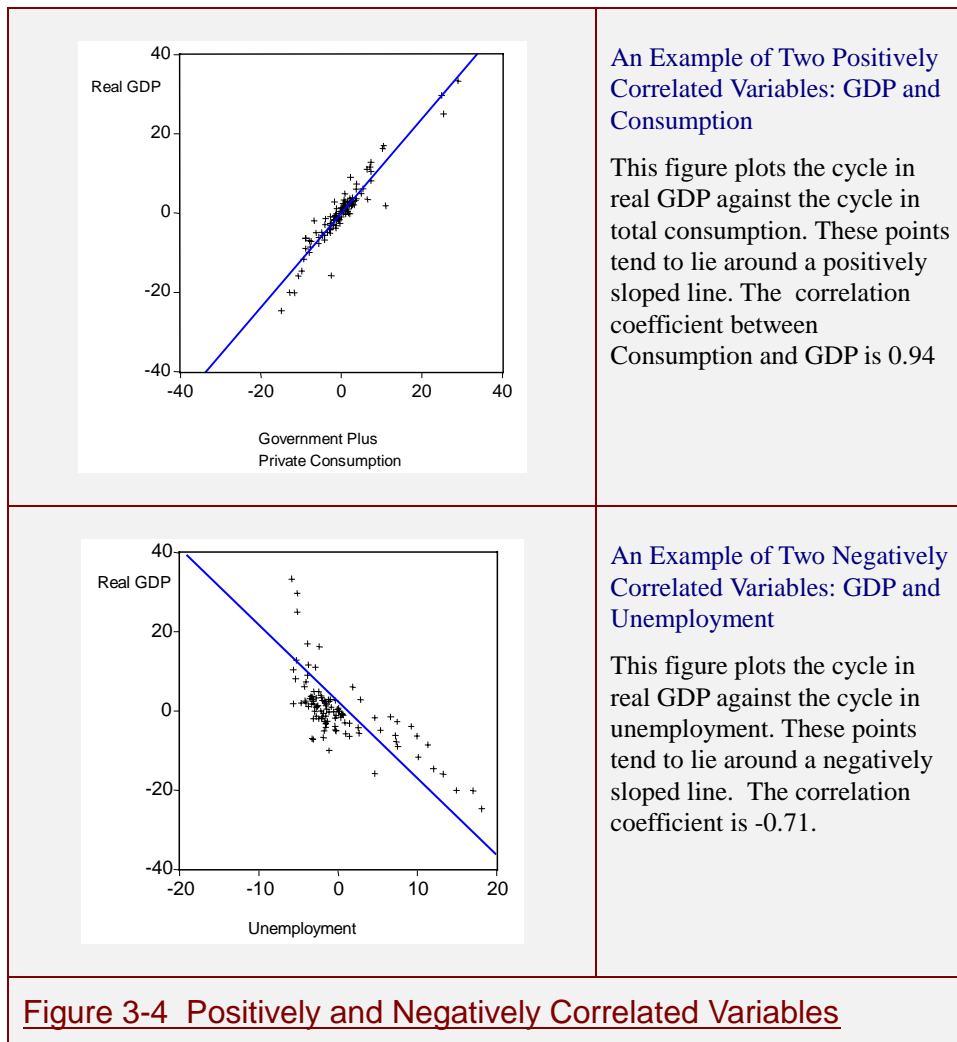 40
Real GDP
20
0
-20
-40
-40 -20 0 20 40
Government Plus
Private Consumption
An Example of Two Positively
Correlated Variables: GDP and
Consumption
This figure plots the cycle in
real GDP against the cycle in
total consumption. These points
tend to lie around a positively
sloped line. The correlation
coefficient between
Consumption and GDP is 0.94
40
Real GDP
20
0
-20
-40
-20 -10 0 10 20
Unemployment
An Example of Two Negatively
Correlated Variables: GDP and
Unemployment
This figure plots the cycle in
real GDP against the cycle in
unemployment. These points
tend to lie around a negatively
sloped line. The correlation
coefficient is -0.71.
Figure 3-4 Positively and Negatively Correlated Variables